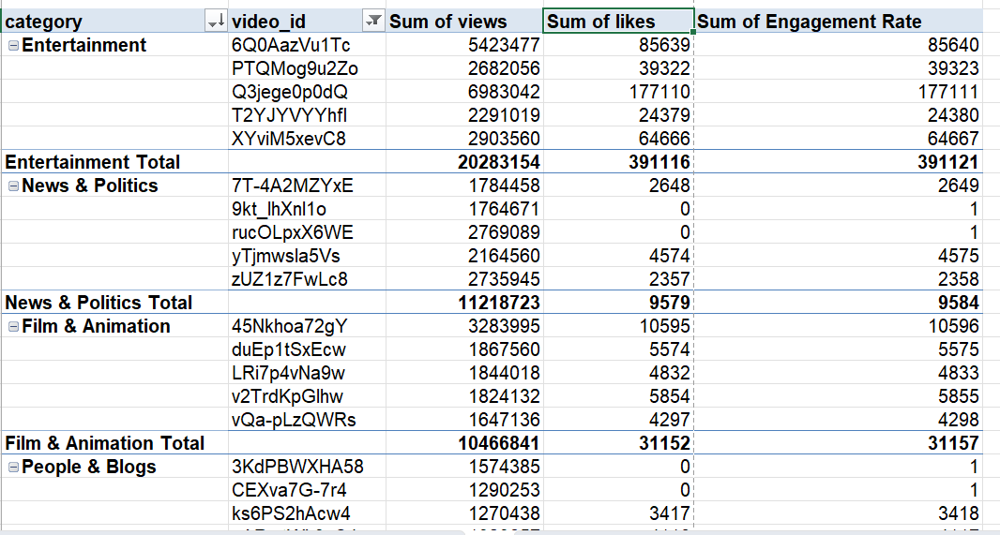 category video_id Sum of views Sum of likes Sum of Engagement Rate
Entertainment 6Q0AazVu1Tc 5423477 85639 85640
PTQMog9u2Zo 2682056 39322 39323
Q3jege0p0dQ 6983042 177110 177111
T2YJYVYYhfI 2291019 24379 24380
XYviM5xevC8 2903560 64666 64667
Entertainment Total 20283154 391116 391121
News & Politics 7T-4A2MZYxE 1784458 2648 2649
9kt_lhXnl1o 1764671 0 1
rucOLpxX6WE 2769089 0 1
yTjmwsIa5Vs 2164560 4574 4575
zUZ1z7FwLc8 2735945 2357 2358
News & Politics Total 11218723 9579 9584
Film & Animation 45Nkhoa72gY 3283995 10595 10596
duEp1tSxEcw 1867560 5574 5575
LRi7p4vNa9w 1844018 4832 4833
v2TrdKpGlhw 1824132 5854 5855
vQa-pLzQWRs 1647136 4297 4298
Film & Animation Total 10466841 31152 31157
People & Blogs 3KdPBWXHA58 1574385 0 1
CEXva7G-7r4 1290253 0 1
ks6PS2hAcw4 1270438 3417 3418